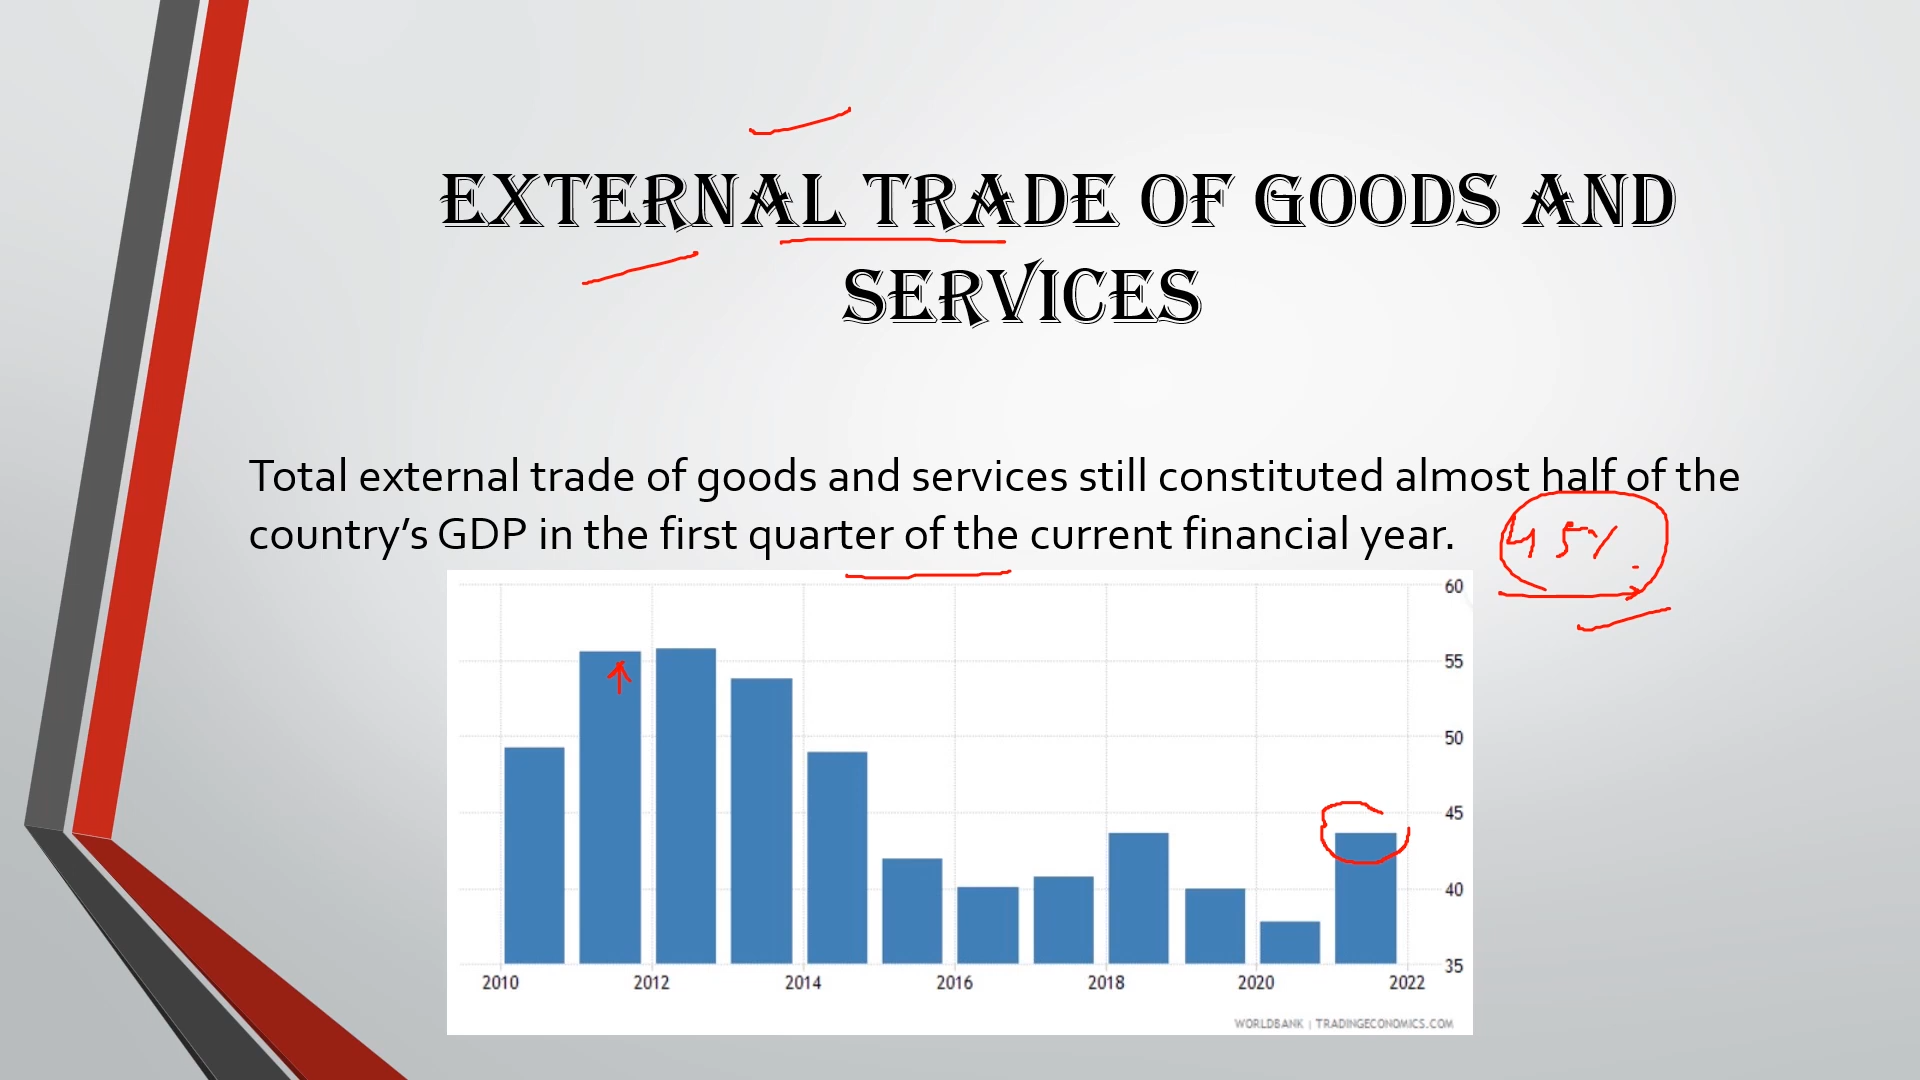 EXTERNAL TRADE OF GOODS AND
SERVICES
Total external trade of goods and services still constituted almost half of the
country’s GDP in the first quarter of the current financial year.
45%
60
55
50
45
40
35
2010 2012 2014 2016 2018 2020 2022
WORLDBANK | TRADINGECONOMICS.COM